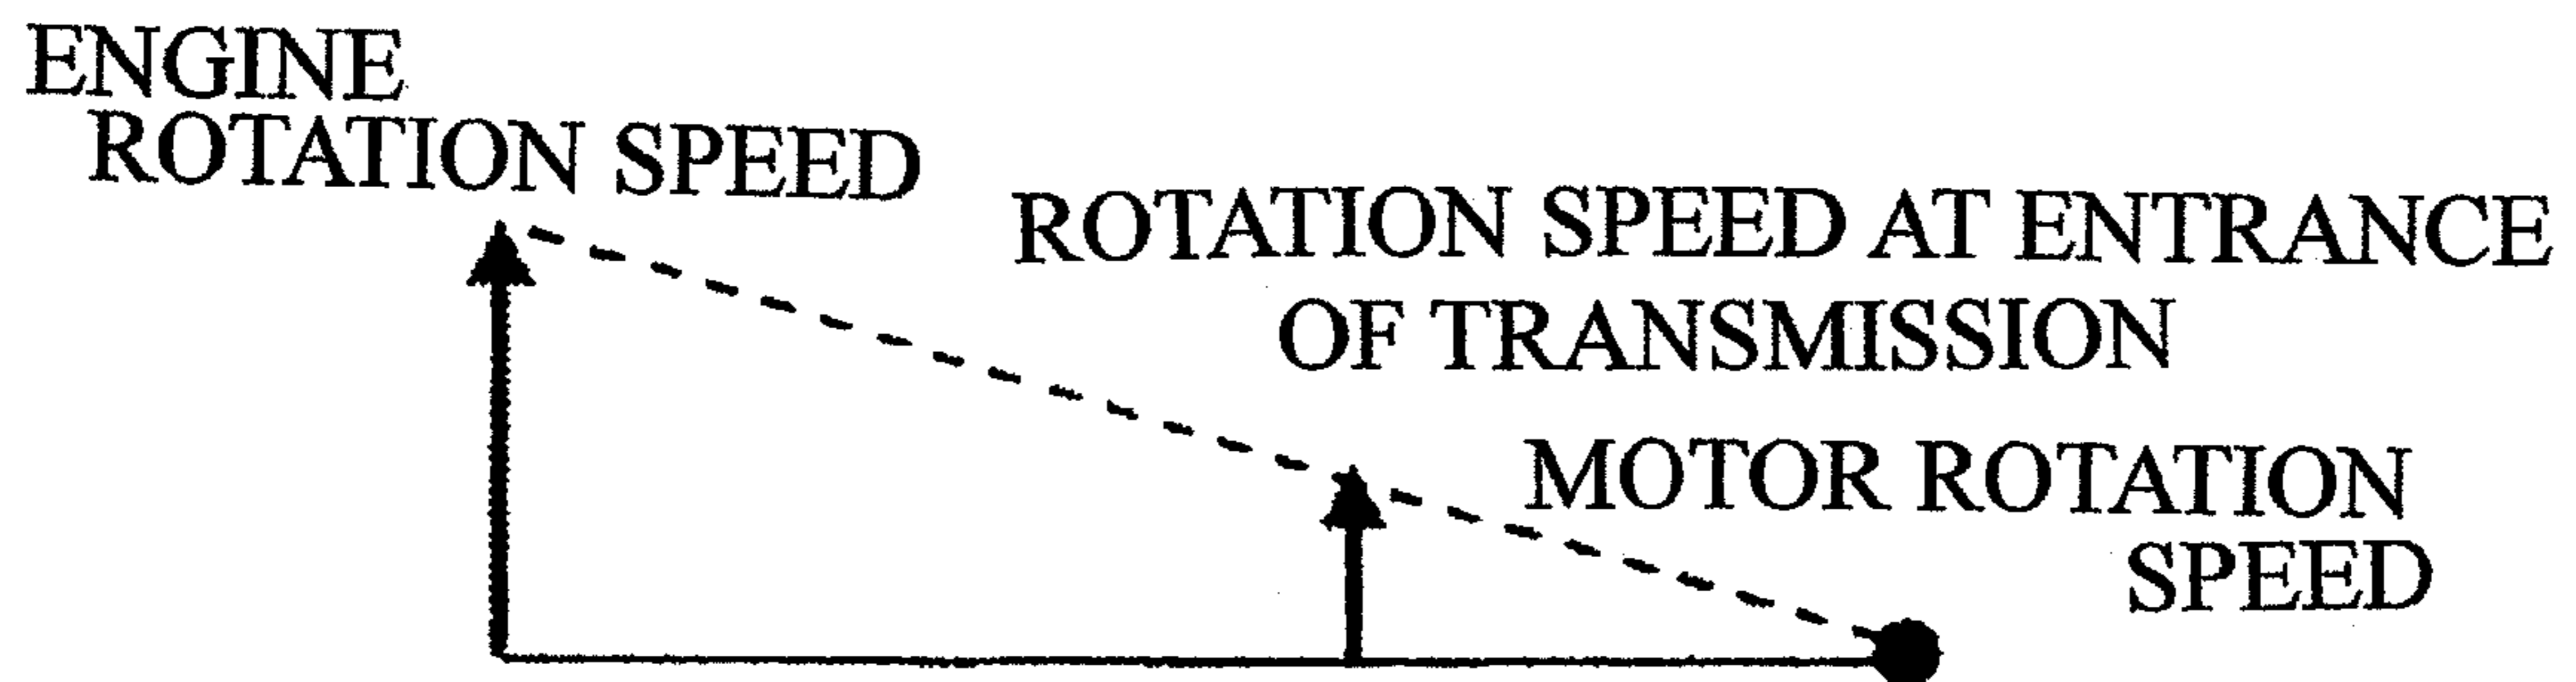 ENGINE
ROTATION SPEED
ROTATION SPEED AT ENTRANCE
OF TRANSMISSION
MOTOR ROTATION
SPEED